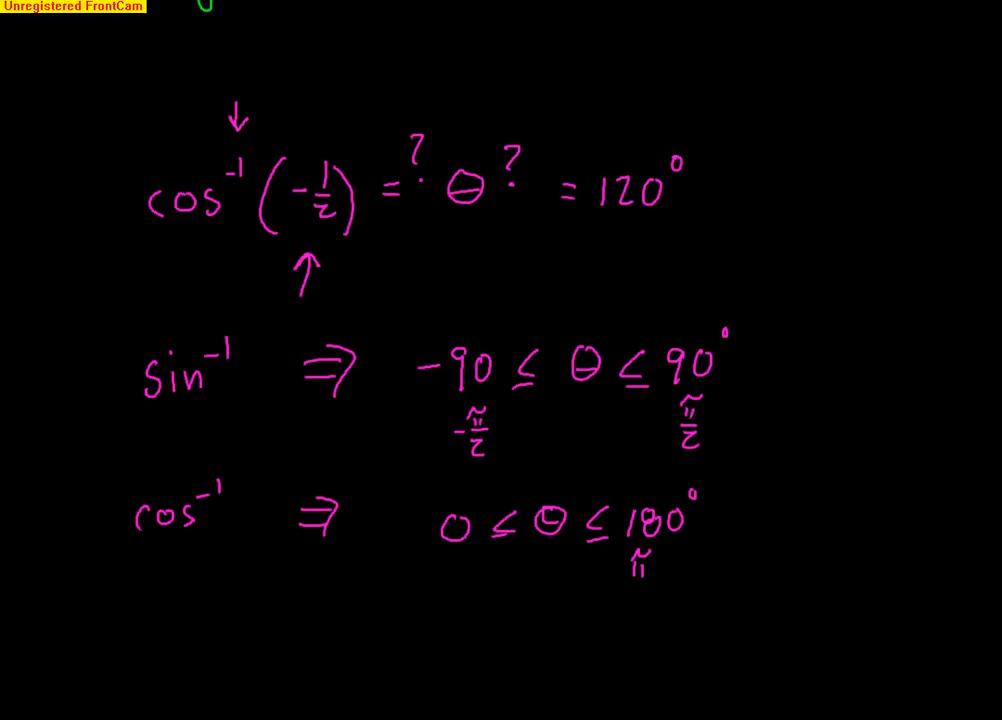 Unregistered FrontCam
↓
cos⁻¹(-1/2) =? θ? = 120°
↑
sin⁻¹ ⇒ -90 ≤ θ ≤ 90°
-π/2 π/2
cos⁻¹ ⇒ 0 ≤ θ ≤ 180°
π